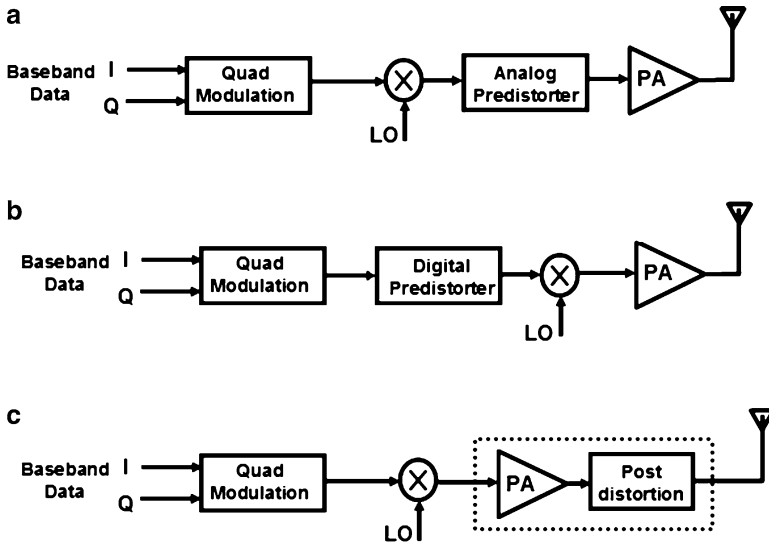 a
Baseband Data
I
Q
Quad Modulation
LO
Analog Predistorter
PA
b
Baseband Data
I
Q
Quad Modulation
Digital Predistorter
LO
PA
c
Baseband Data
I
Q
Quad Modulation
LO
PA
Post distortion